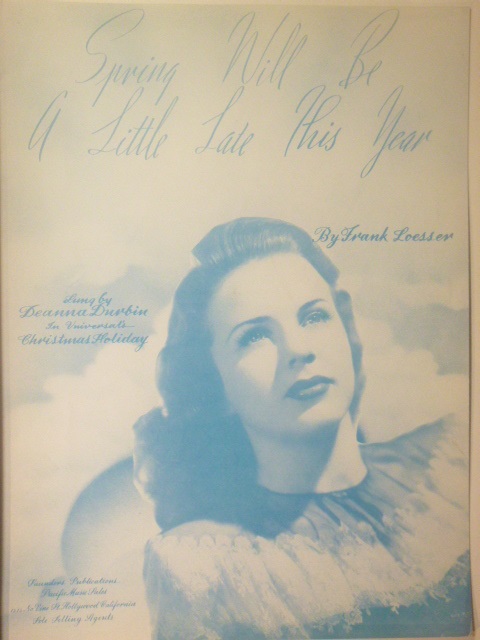 Spring Will Be
A Little Late This Year
By Frank Loesser
Sung by
Deanna Durbin
In Universal's
Christmas Holiday
Saunders Publications
Pacific Music Sales
Vine St. Hollywood California
Sole Selling Agents